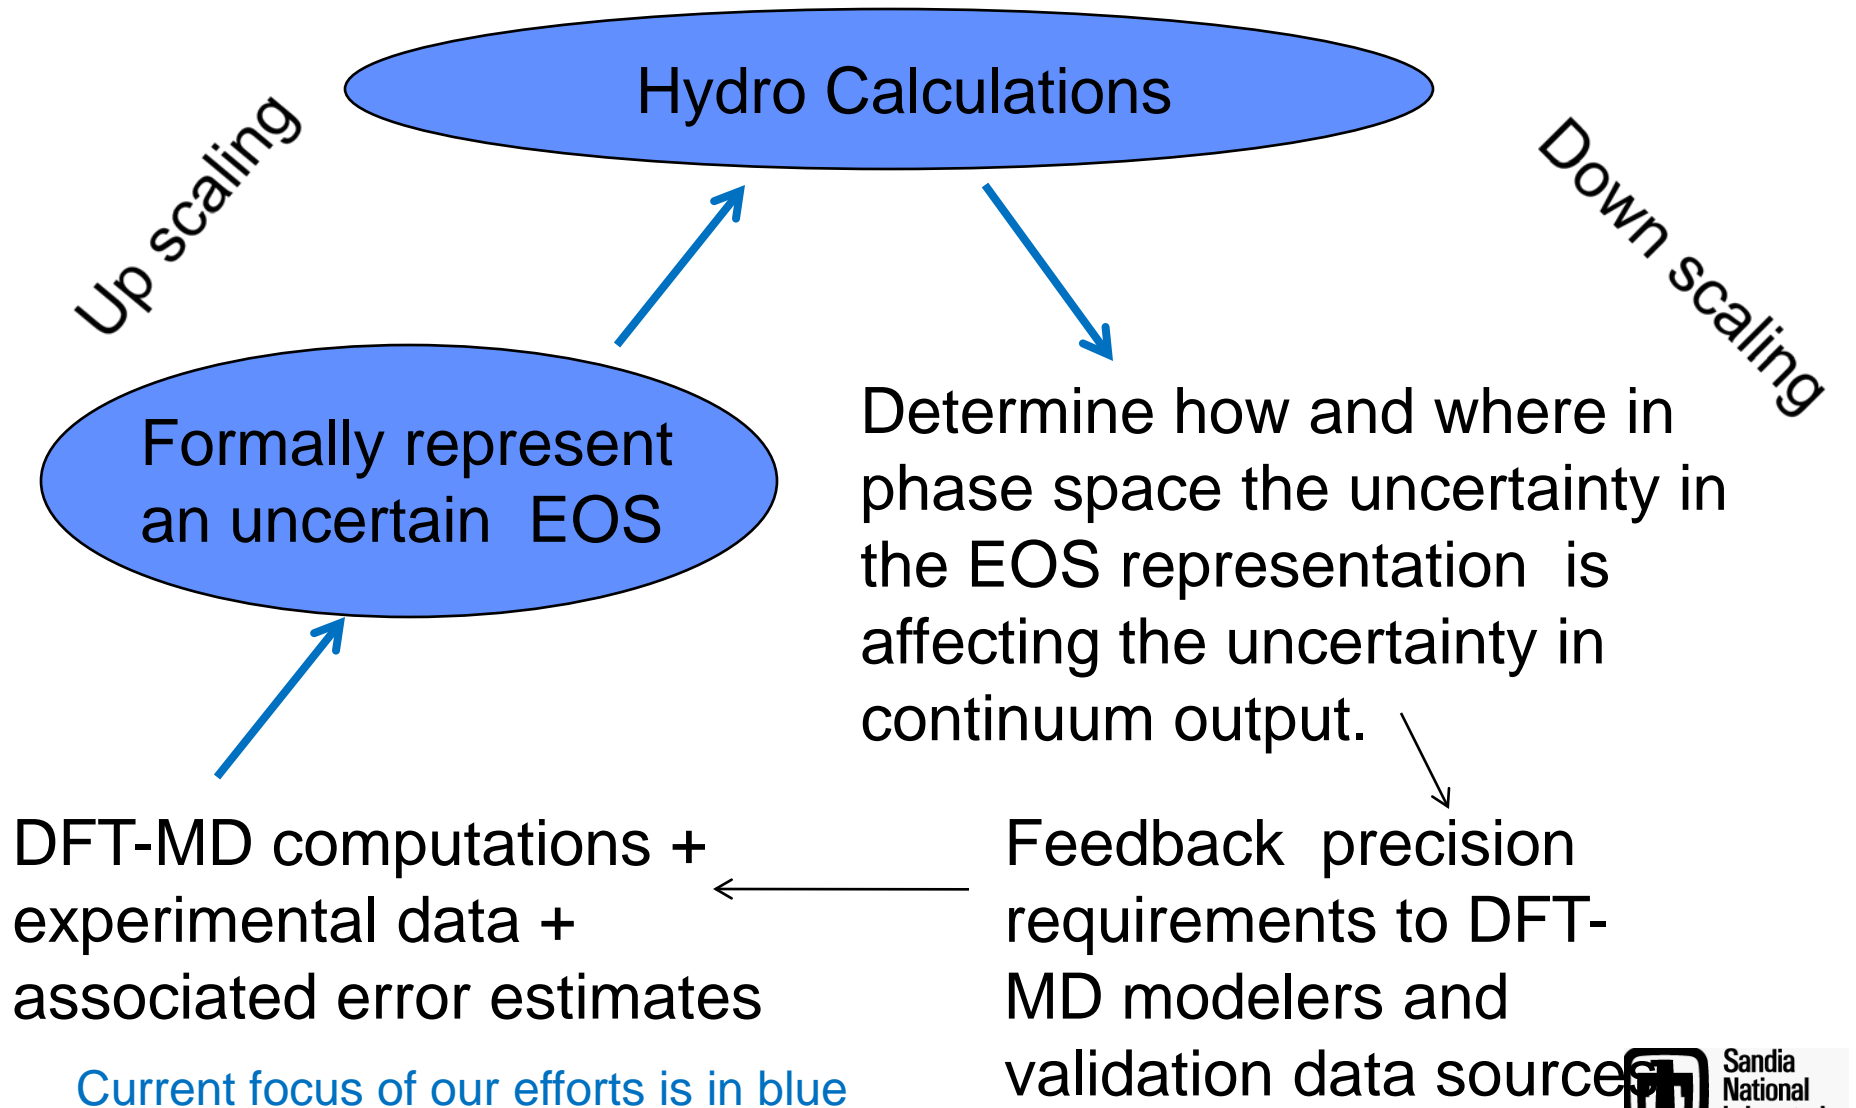 Hydro Calculations
Up scaling
Down scaling
Formally represent
an uncertain EOS
Determine how and where in
phase space the uncertainty in
the EOS representation is
affecting the uncertainty in
continuum output.
DFT-MD computations +
experimental data +
associated error estimates
Feedback precision
requirements to DFT-
MD modelers and
validation data sources
Current focus of our efforts is in blue
Sandia
National